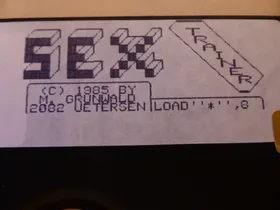 SEX
TRAINER
(C) 1985 BY
M. GRUNWALD
2082 UETERSEN
LOAD"*",8